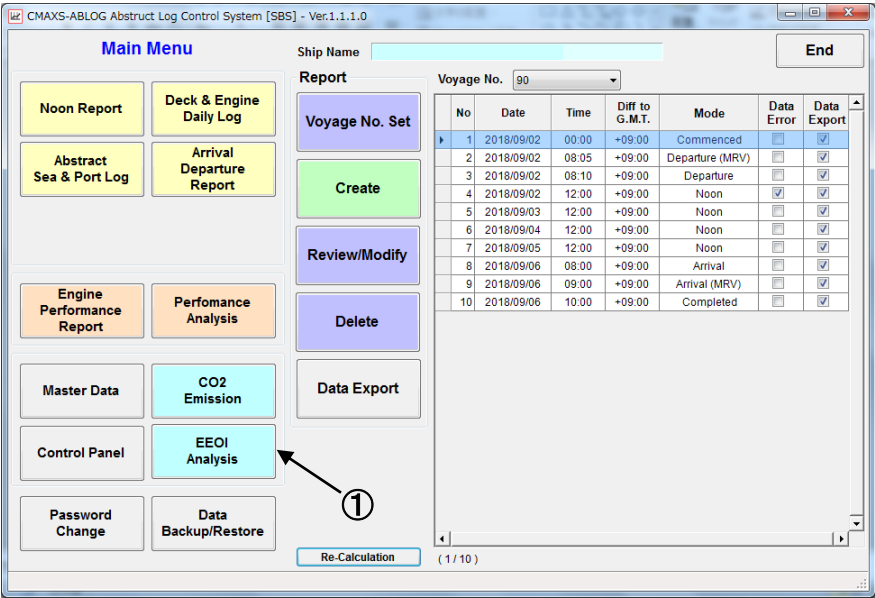 CMAXS-ABLOG Abstruct Log Control System [SBS] - Ver.1.1.1.0
Main Menu
Ship Name
End
Noon Report
Deck & Engine
Daily Log
Abstract
Sea & Port Log
Arrival
Departure
Report
Engine
Performance
Report
Perfomance
Analysis
Master Data
CO2
Emission
Control Panel
EEOI
Analysis
①
Password
Change
Data
Backup/Restore
Report
Voyage No. Set
Create
Review/Modify
Delete
Data Export
Re-Calculation
Voyage No. 90
No Date Time Diff to G.M.T. Mode Data Error Data Export
1 2018/09/02 00:00 +09:00 Commenced
2 2018/09/02 08:05 +09:00 Departure (MRV)
3 2018/09/02 08:10 +09:00 Departure
4 2018/09/02 12:00 +09:00 Noon
5 2018/09/03 12:00 +09:00 Noon
6 2018/09/04 12:00 +09:00 Noon
7 2018/09/05 12:00 +09:00 Noon
8 2018/09/06 08:00 +09:00 Arrival
9 2018/09/06 09:00 +09:00 Arrival (MRV)
10 2018/09/06 10:00 +09:00 Completed
( 1 / 10 )